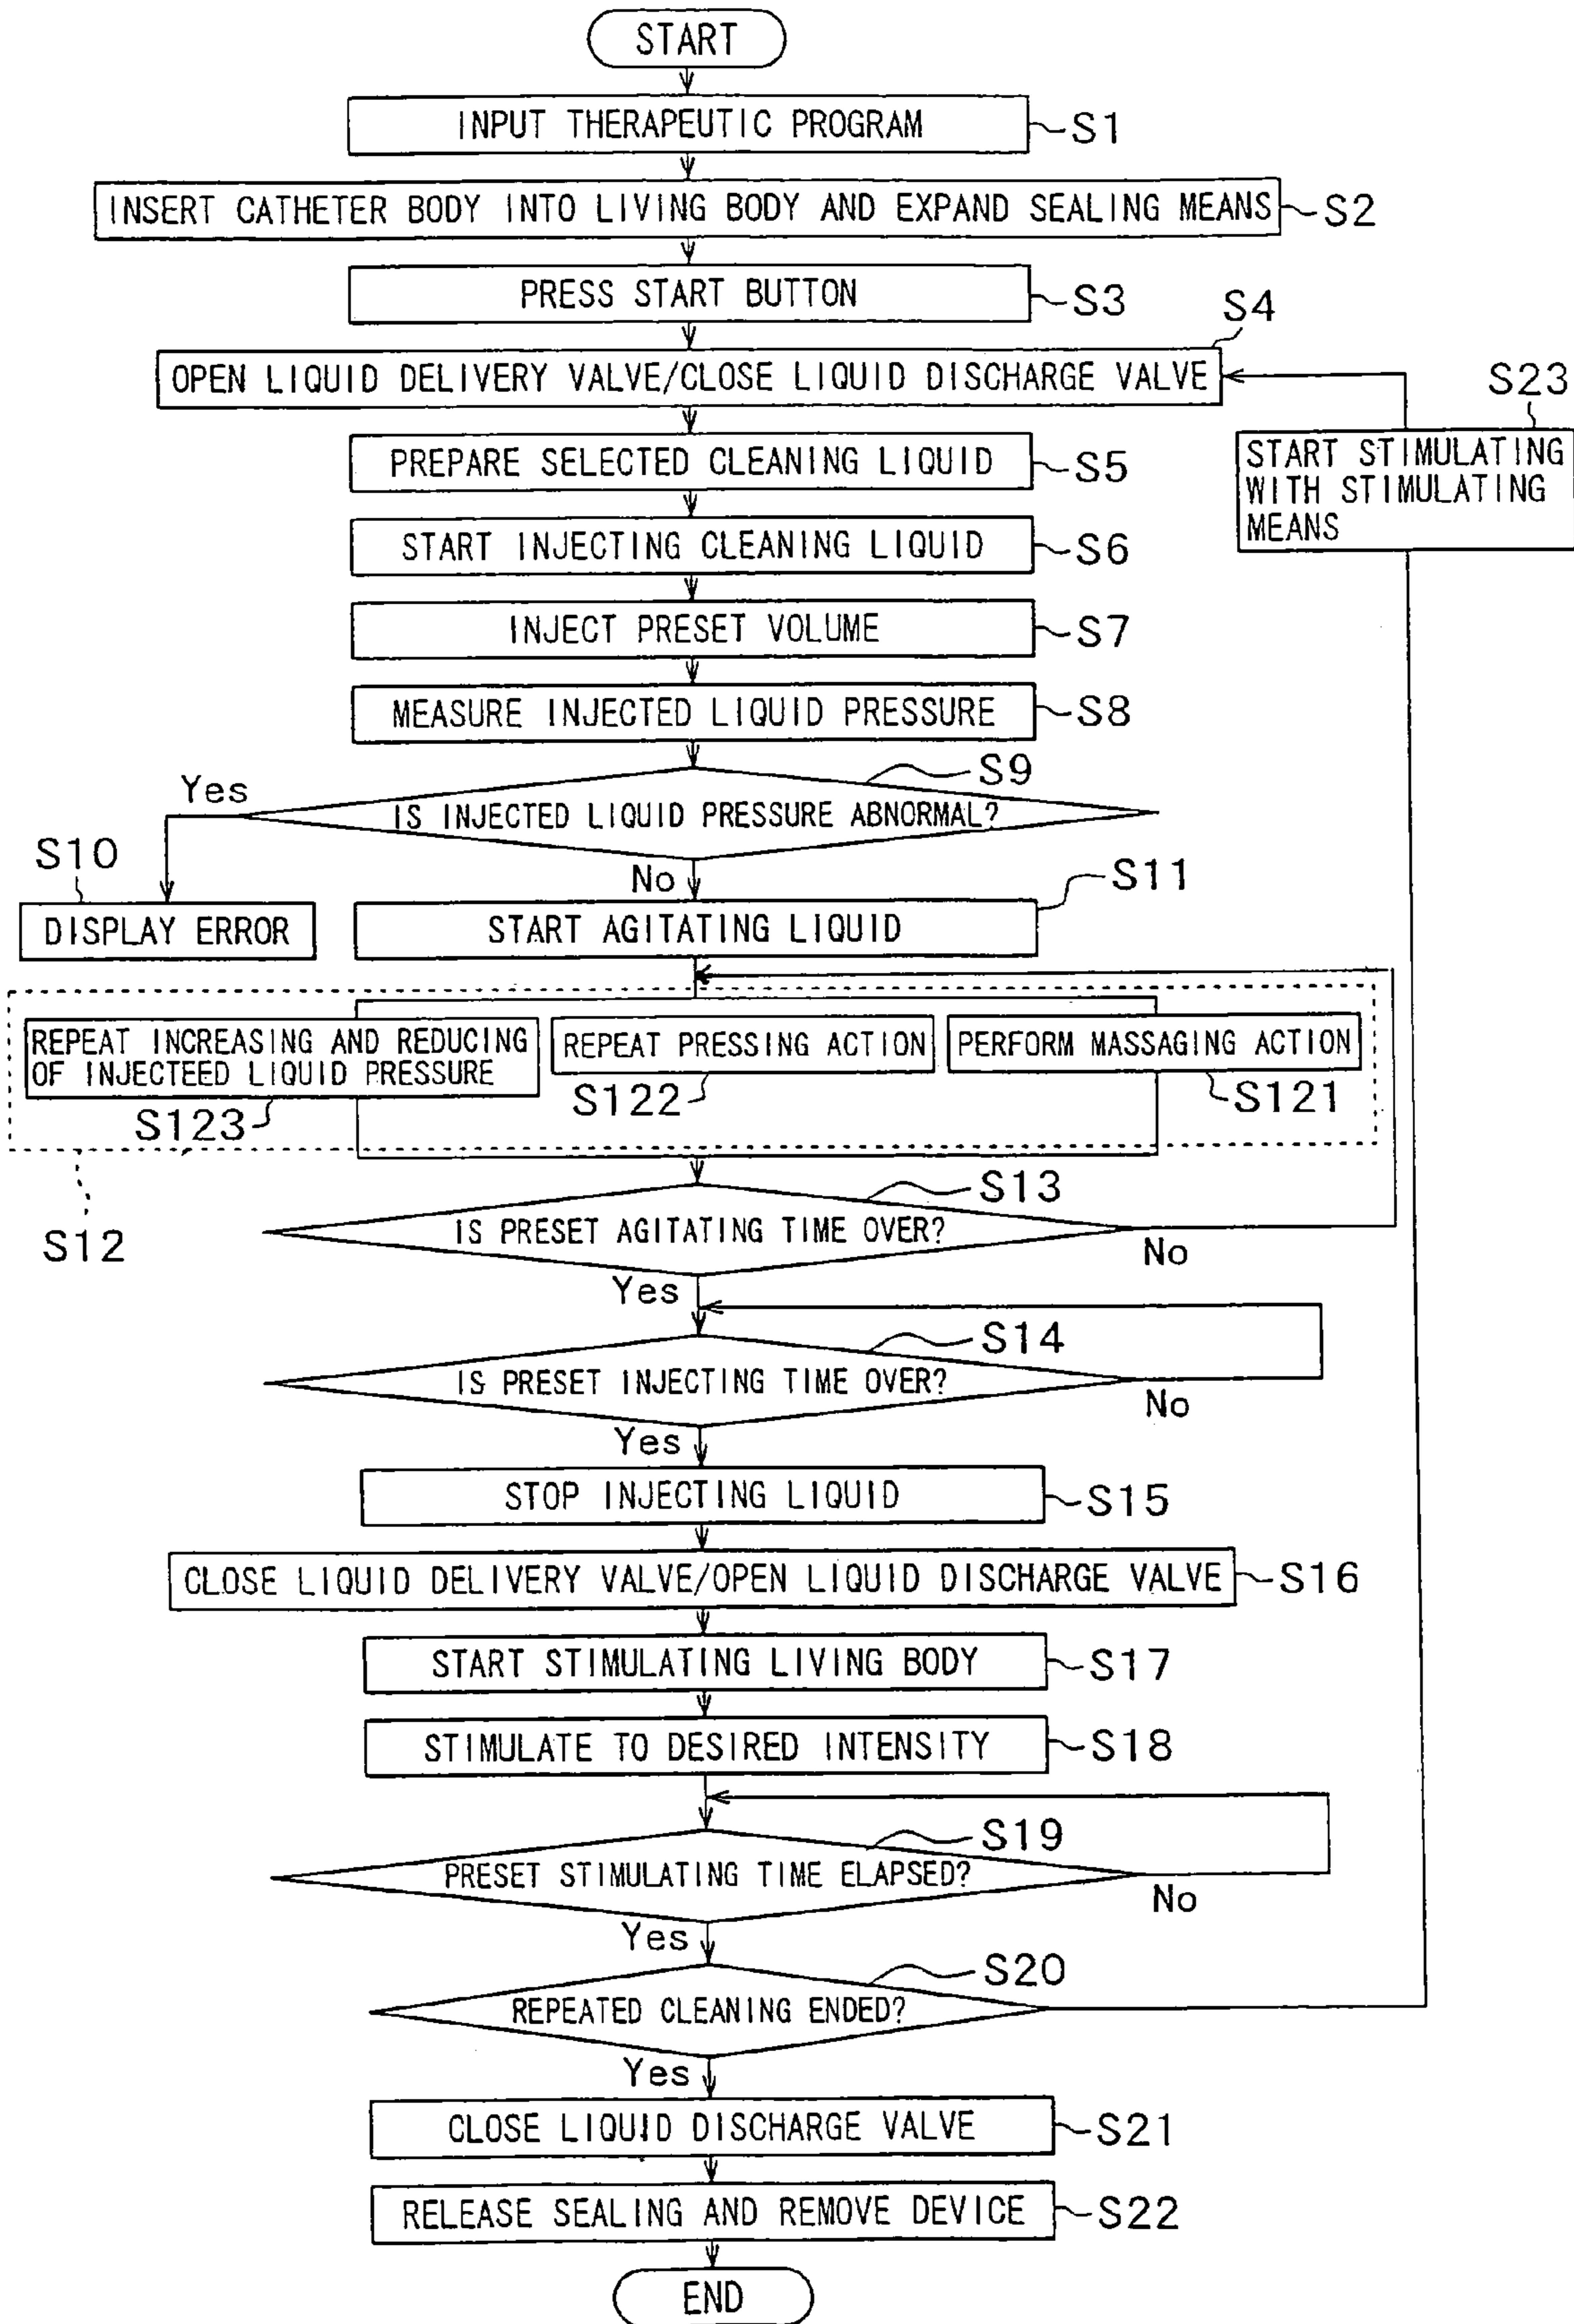 START
INPUT THERAPEUTIC PROGRAM
S1
INSERT CATHETER BODY INTO LIVING BODY AND EXPAND SEALING MEANS
S2
PRESS START BUTTON
S3
S4
OPEN LIQUID DELIVERY VALVE/CLOSE LIQUID DISCHARGE VALVE
S23
START STIMULATING
WITH STIMULATING
MEANS
PREPARE SELECTED CLEANING LIQUID
S5
START INJECTING CLEANING LIQUID
S6
INJECT PRESET VOLUME
S7
MEASURE INJECTED LIQUID PRESSURE
S8
S9
Yes
IS INJECTED LIQUID PRESSURE ABNORMAL?
S10
No
S11
DISPLAY ERROR
START AGITATING LIQUID
REPEAT INCREASING AND REDUCING
OF INJECTEED LIQUID PRESSURE
S123
REPEAT PRESSING ACTION
S122
PERFORM MASSAGING ACTION
S121
S12
S13
IS PRESET AGITATING TIME OVER?
No
Yes
S14
IS PRESET INJECTING TIME OVER?
No
Yes
STOP INJECTING LIQUID
S15
CLOSE LIQUID DELIVERY VALVE/OPEN LIQUID DISCHARGE VALVE
S16
START STIMULATING LIVING BODY
S17
STIMULATE TO DESIRED INTENSITY
S18
S19
PRESET STIMULATING TIME ELAPSED?
No
Yes
S20
REPEATED CLEANING ENDED?
Yes
CLOSE LIQUID DISCHARGE VALVE
S21
RELEASE SEALING AND REMOVE DEVICE
S22
END